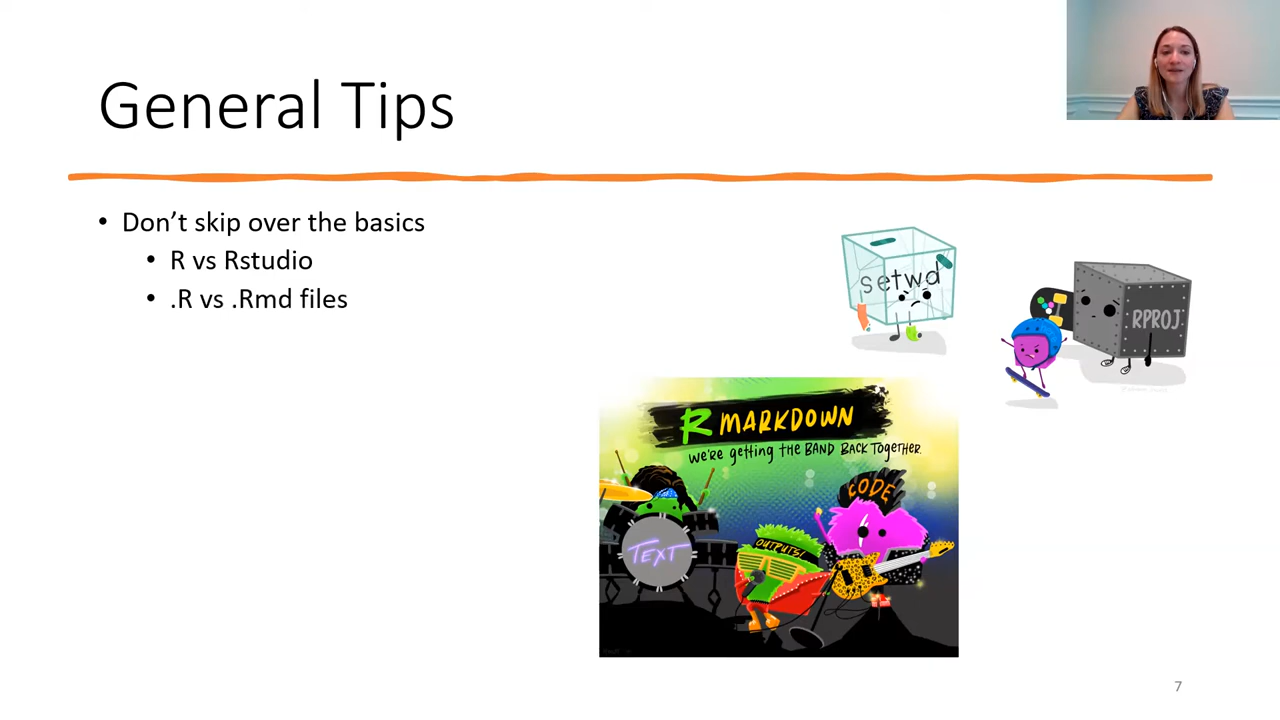 General Tips
• Don’t skip over the basics
• R vs Rstudio
• .R vs .Rmd files
setwd
RPROJ
R MARKDOWN
we're getting the BAND BACK Together.
CODE
TEXT
OUTPUTS!
7